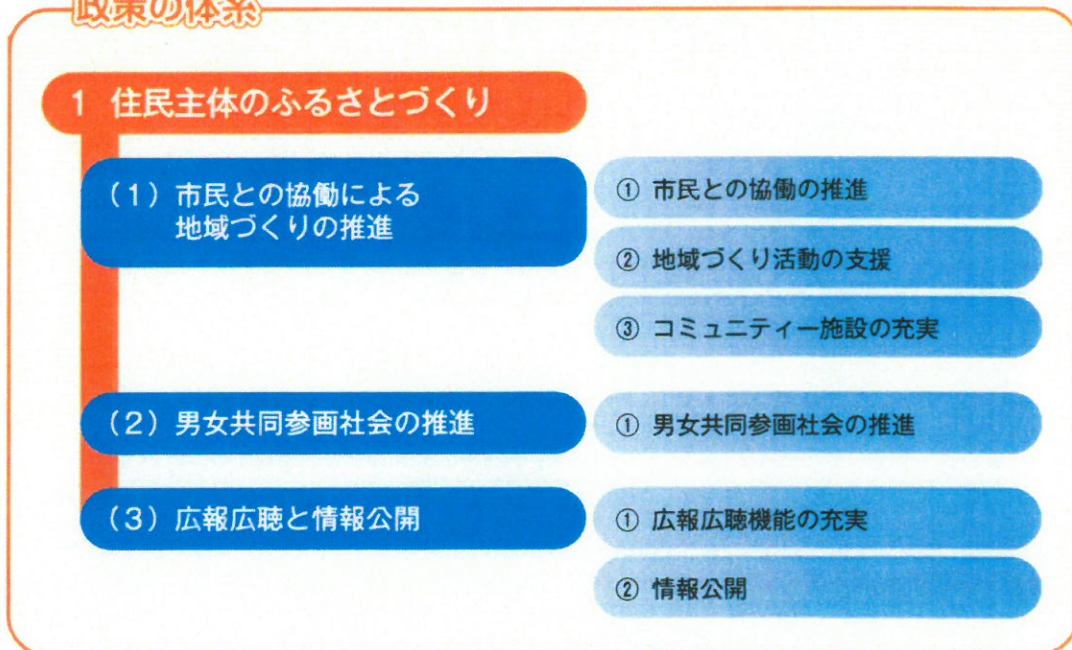 政策の体系
1 住民主体のふるさとづくり
(1) 市民との協働による
地域づくりの推進
① 市民との協働の推進
② 地域づくり活動の支援
③ コミュニティー施設の充実
(2) 男女共同参画社会の推進
① 男女共同参画社会の推進
(3) 広報広聴と情報公開
① 広報広聴機能の充実
② 情報公開